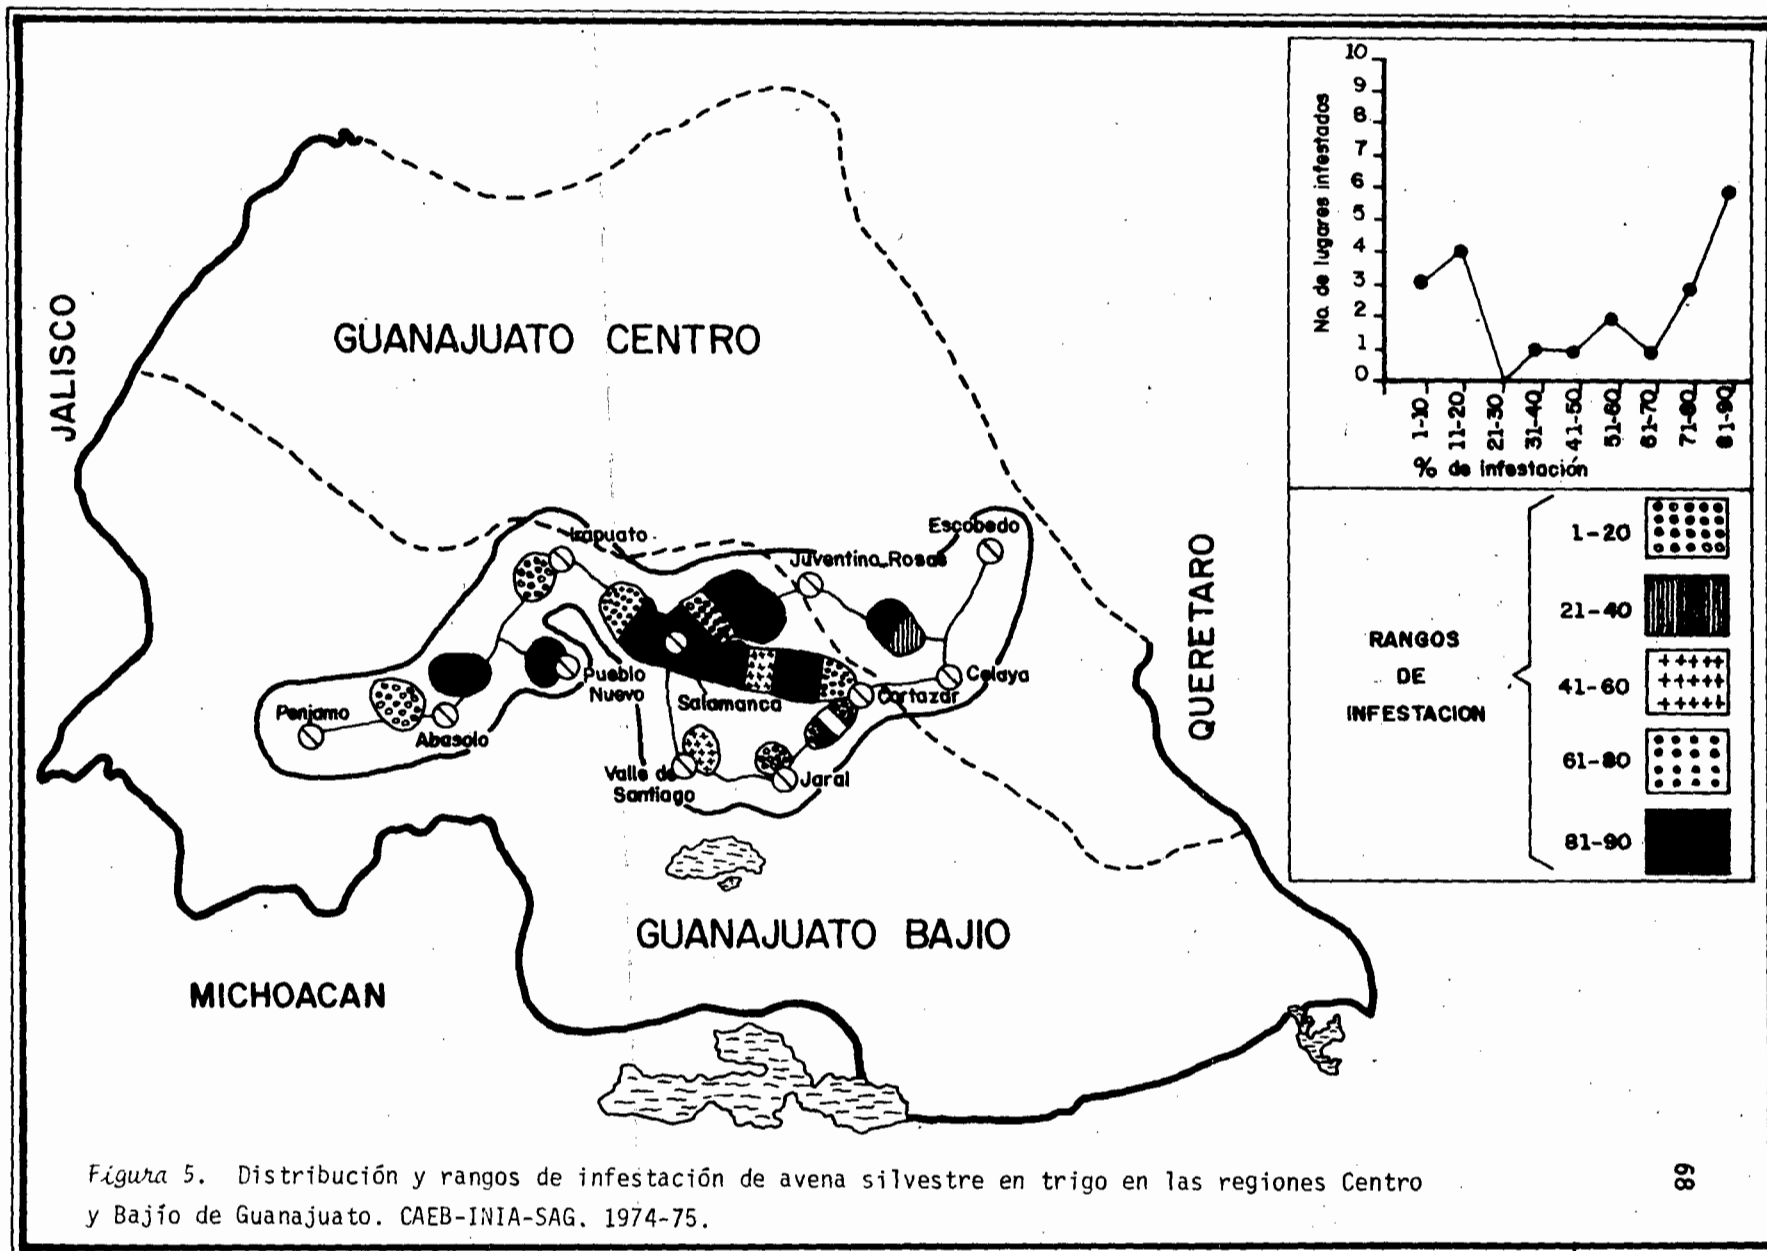 JALISCO
GUANAJUATO CENTRO
QUERETARO
GUANAJUATO BAJIO
MICHOACAN
Irapuato
Escobedo
Juventino Rosas
Celaya
Cortazar
Salamanca
Pueblo
Nuevo
Penjamo
Abasolo
Valle de
Santiago
Jaral
No. de lugares infestados
10
9
8
7
6
5
4
3
2
1
0
1-10
11-20
21-30
31-40
41-50
51-60
61-70
71-80
81-90
% de infestación
RANGOS
DE
INFESTACION
1-20
21-40
41-60
61-80
81-90
Figura 5. Distribución y rangos de infestación de avena silvestre en trigo en las regiones Centro
y Bajío de Guanajuato. CAEB-INIA-SAG. 1974-75.
68